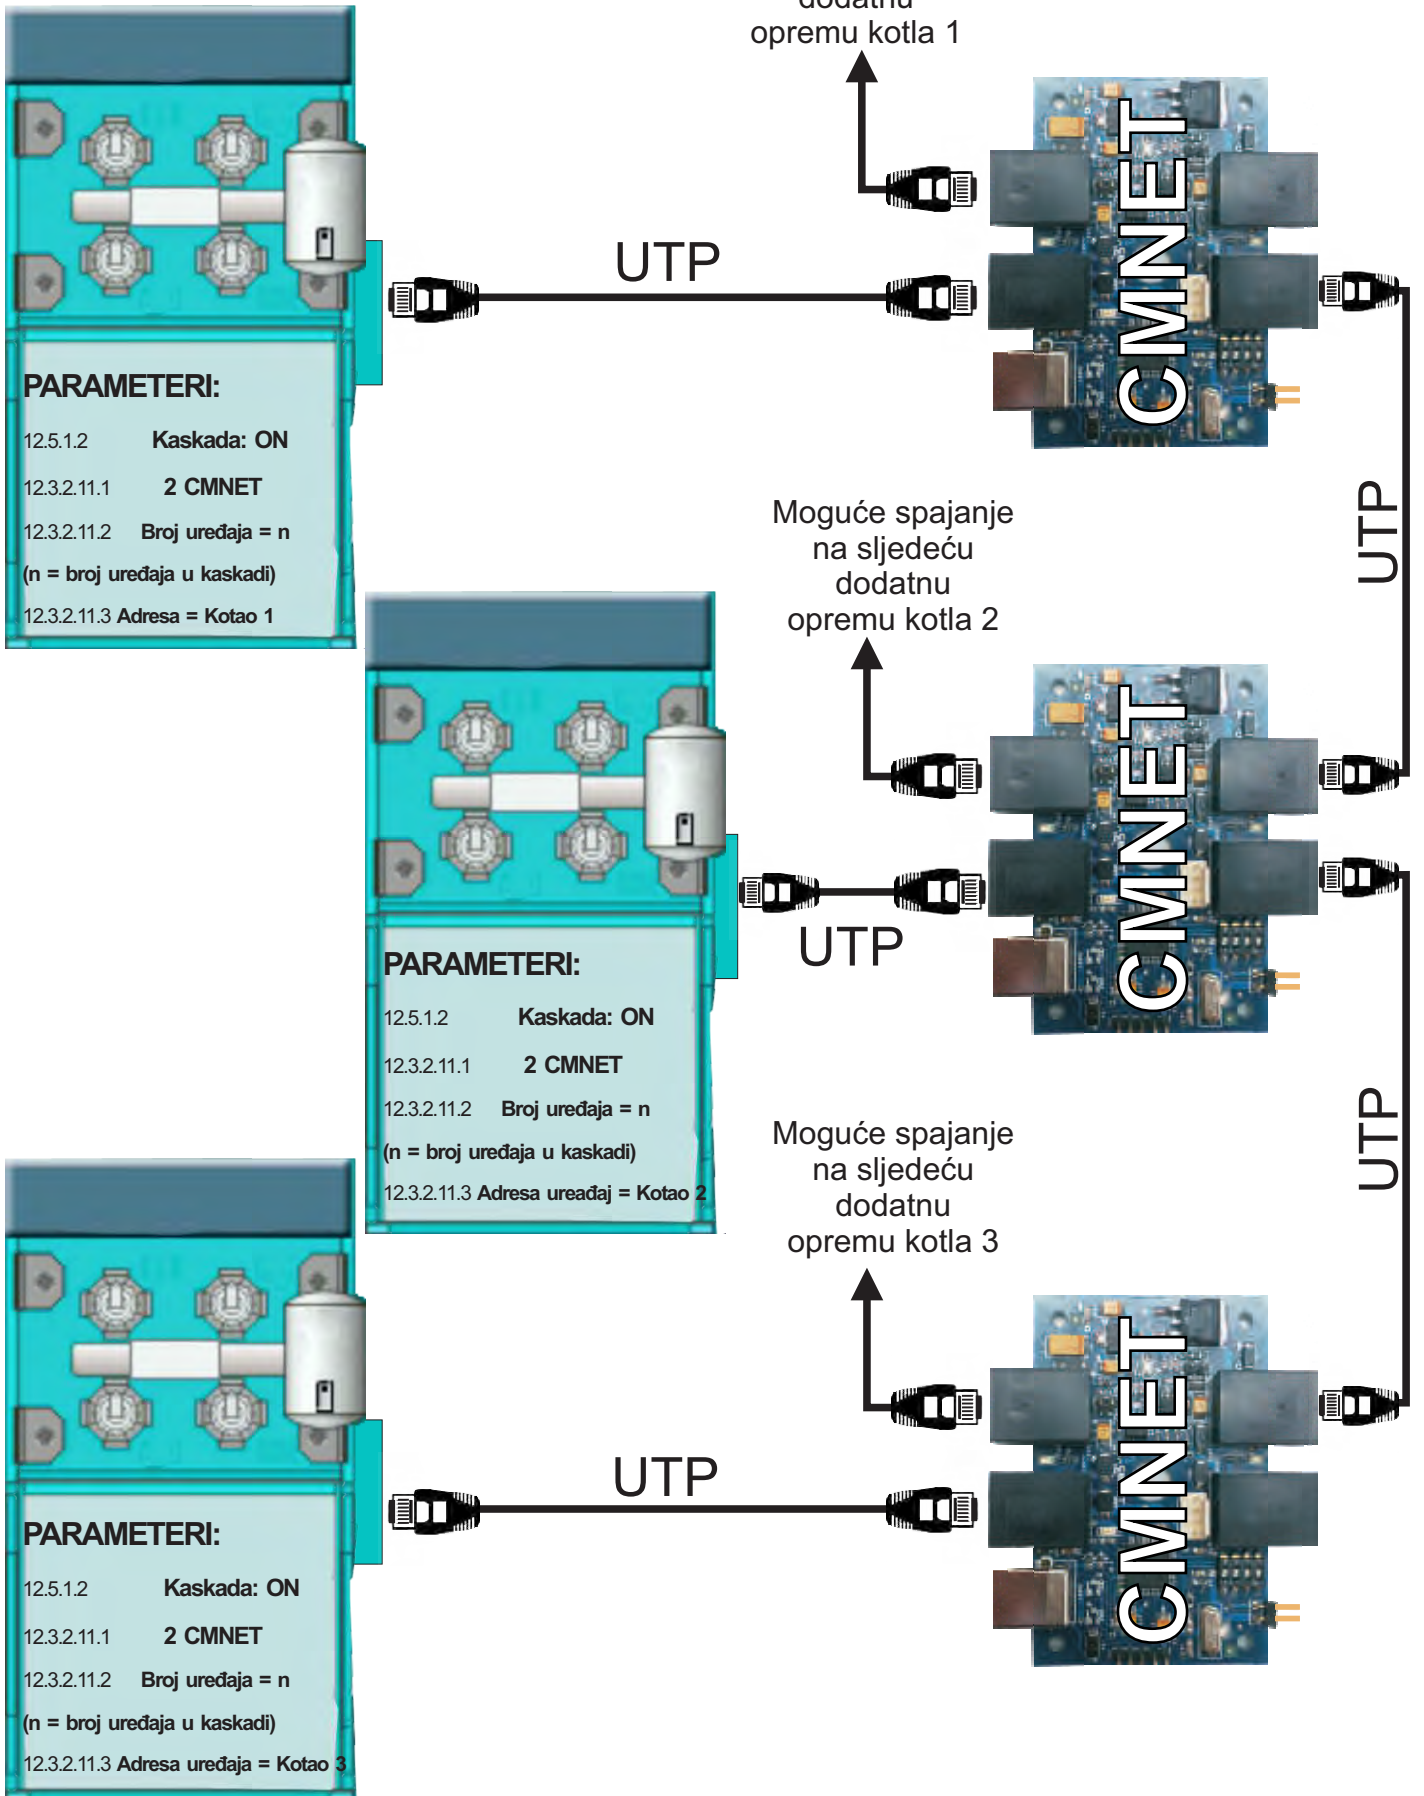 dodatnu
opremu kotla 1
CMNET
UTP
PARAMETERI:
12.5.1.2 Kaskada: ON
12.3.2.11.1 2 CMNET
12.3.2.11.2 Broj uređaja = n
(n = broj uređaja u kaskadi)
12.3.2.11.3 Adresa = Kotao 1
UTP
Moguće spajanje
na sljedeću
dodatnu
opremu kotla 2
CMNET
UTP
PARAMETERI:
12.5.1.2 Kaskada: ON
12.3.2.11.1 2 CMNET
12.3.2.11.2 Broj uređaja = n
(n = broj uređaja u kaskadi)
12.3.2.11.3 Adresa ureađaj = Kotao 2
UTP
Moguće spajanje
na sljedeću
dodatnu
opremu kotla 3
CMNET
UTP
PARAMETERI:
12.5.1.2 Kaskada: ON
12.3.2.11.1 2 CMNET
12.3.2.11.2 Broj uređaja = n
(n = broj uređaja u kaskadi)
12.3.2.11.3 Adresa uređaja = Kotao 3